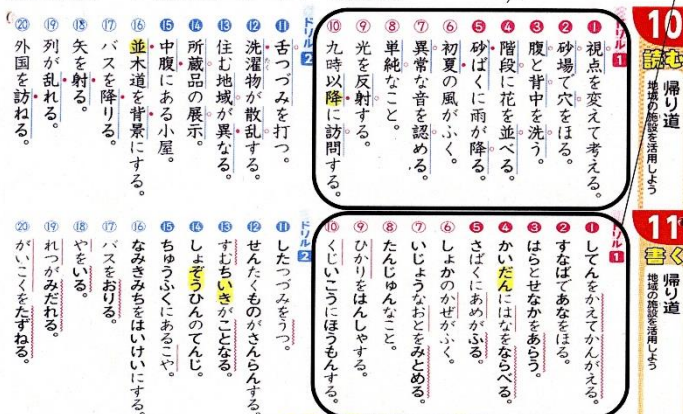 10
読む
帰り道
地域の施設を活用しよう
ドリル1
① 視点を変えて考える。
② 砂場で穴をほる。
③ 腹と背中を洗う。
④ 階段に花を並べる。
⑤ 砂ばくに雨が降る。
⑥ 初夏の風がふく。
⑦ 異常な音を認める。
⑧ 単純なこと。
⑨ 光を反射する。
⑩ 九時以降に訪問する。
ドリル2
⑪ 舌つづみを打つ。
⑫ 洗濯物が散乱する。
たく
⑬ 住む地域が異なる。
⑭ 所蔵品の展示。
⑮ 中腹にある小屋。
⑯ 並木道を背景にする。
⑰ バスを降りる。
⑱ 矢を射る。
⑲ 列が乱れる。
⑳ 外国を訪ねる。
11
書く
帰り道
地域の施設を活用しよう
ドリル1
① してんをかえてかんがえる。
② すなばであなをほる。
③ はらとせなかをあらう。
④ かいだんにはなをならべる。
⑤ さばくにあめがふる。
⑥ しょかのかぜがふく。
⑦ いじょうなおとをみとめる。
⑧ たんじゅんなこと。
⑨ ひかりをはんしゃする。
⑩ くじいこうにほうもんする。
ドリル2
⑪ したつづみをうつ。
⑫ せんたくものがさんらんする。
⑬ すむちいきがことなる。
⑭ しょぞうひんのてんじ。
⑮ ちゅうふくにあるこや。
⑯ なみきみちをはいけいにする。
⑰ バスをおりる。
⑱ やをいる。
⑲ れつがみだれる。
⑳ がいこくをたずねる。